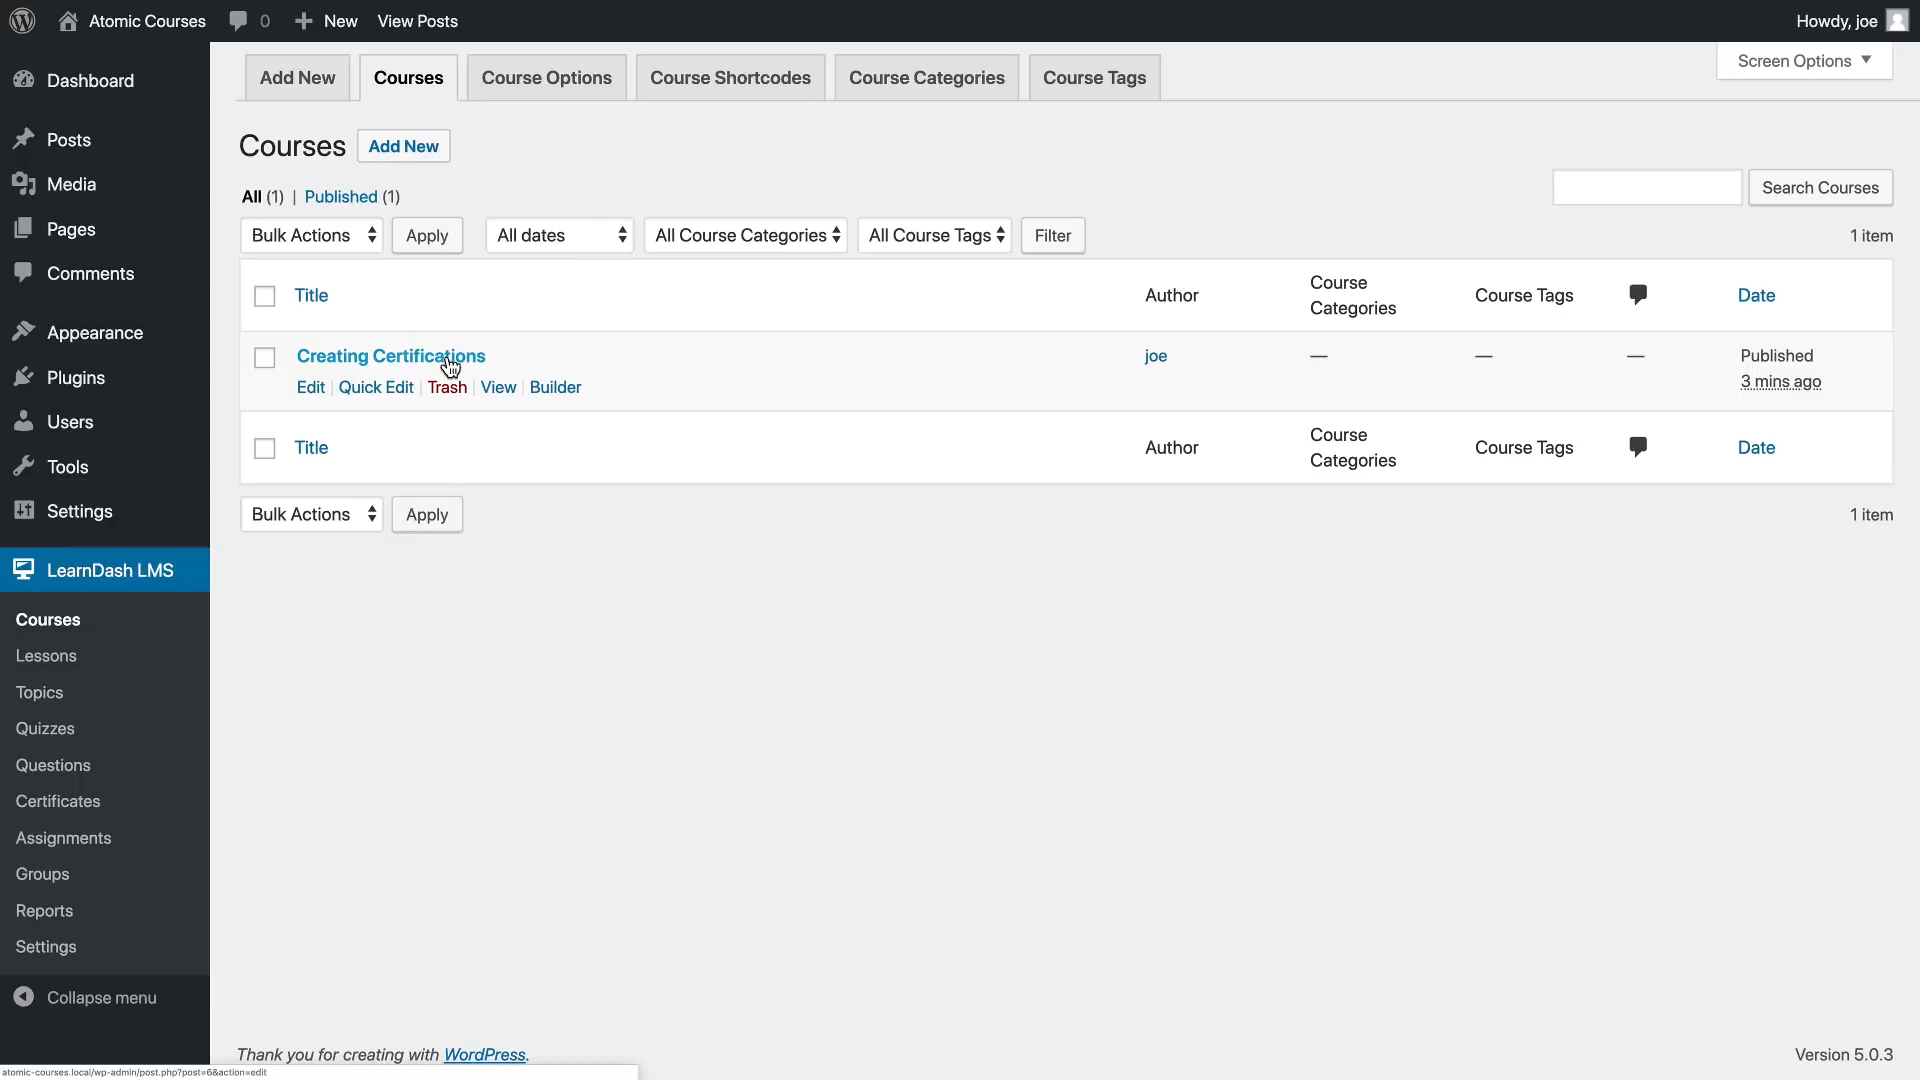 Atomic Courses 0 New View Posts Howdy, joe
Dashboard
Posts
Media
Pages
Comments
Appearance
Plugins
Users
Tools
Settings
LearnDash LMS
Courses
Lessons
Topics
Quizzes
Questions
Certificates
Assignments
Groups
Reports
Settings
Collapse menu
Add New Courses Course Options Course Shortcodes Course Categories Course Tags Screen Options
Courses Add New
All (1) | Published (1) Search Courses
Bulk Actions Apply All dates All Course Categories All Course Tags Filter 1 item
Title Author Course Categories Course Tags Date
Creating Certifications joe — — — Published
Edit | Quick Edit | Trash | View | Builder 3 mins ago
Title Author Course Categories Course Tags Date
Bulk Actions Apply 1 item
Thank you for creating with WordPress. Version 5.0.3
atomic-courses.local/wp-admin/post.php?post=6&action=edit